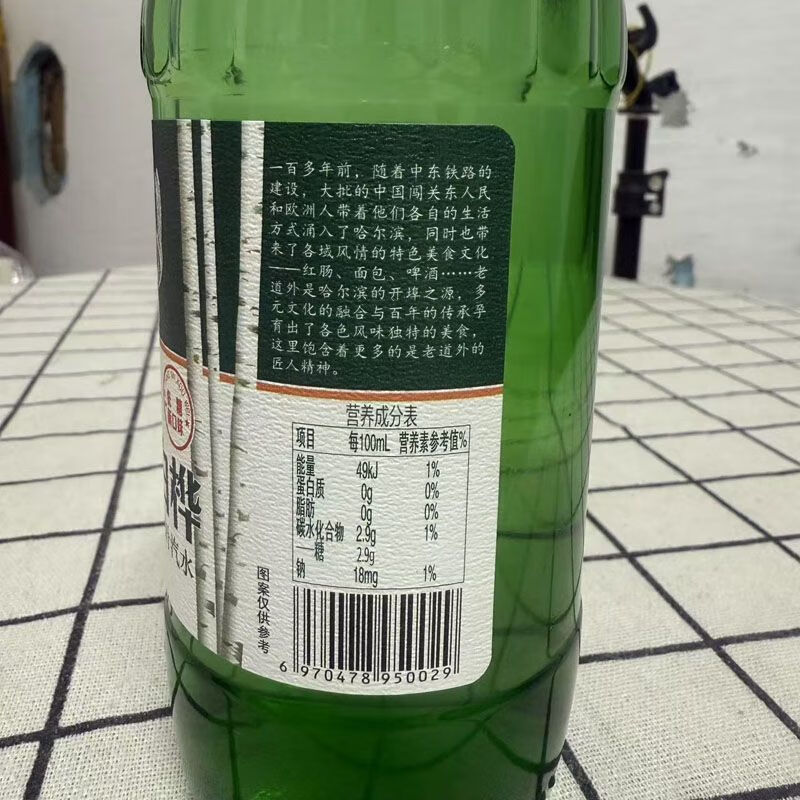 一百多年前，随着中东铁路的
建设，大批的中国闯关东人民
和欧洲人带着他们各自的生活
方式涌入了哈尔滨，同时也带
来了各域风情的特色美食文化
——红肠、面包、啤酒……老
道外是哈尔滨的开埠之源，多
元文化的融合与百年的传承孕
育出了各色风味独特的美食，
这里饱含着更多的是老道外的
匠人精神。
营养成分表
项目 每100mL 营养素参考值%
能量 49kJ 1%
蛋白质 0g 0%
脂肪 0g 0%
碳水化合物 2.9g 1%
——糖 2.9g
钠 18mg 1%
图案仅供参考
6 970478 950029
桦
汽水